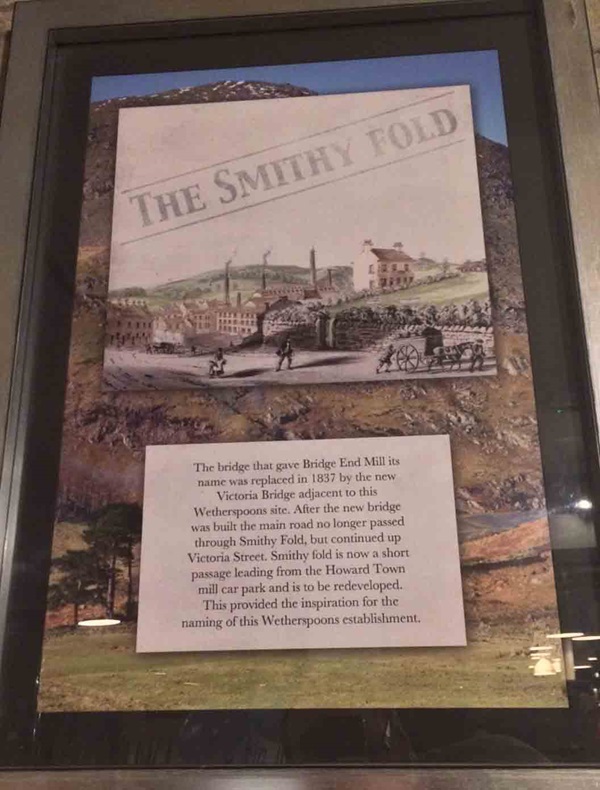 THE SMITHY FOLD
The bridge that gave Bridge End Mill its
name was replaced in 1837 by the new
Victoria Bridge adjacent to this
Wetherspoons site. After the new bridge
was built the main road no longer passed
through Smithy Fold, but continued up
Victoria Street. Smithy fold is now a short
passage leading from the Howard Town
mill car park and is to be redeveloped.
This provided the inspiration for the
naming of this Wetherspoons establishment.